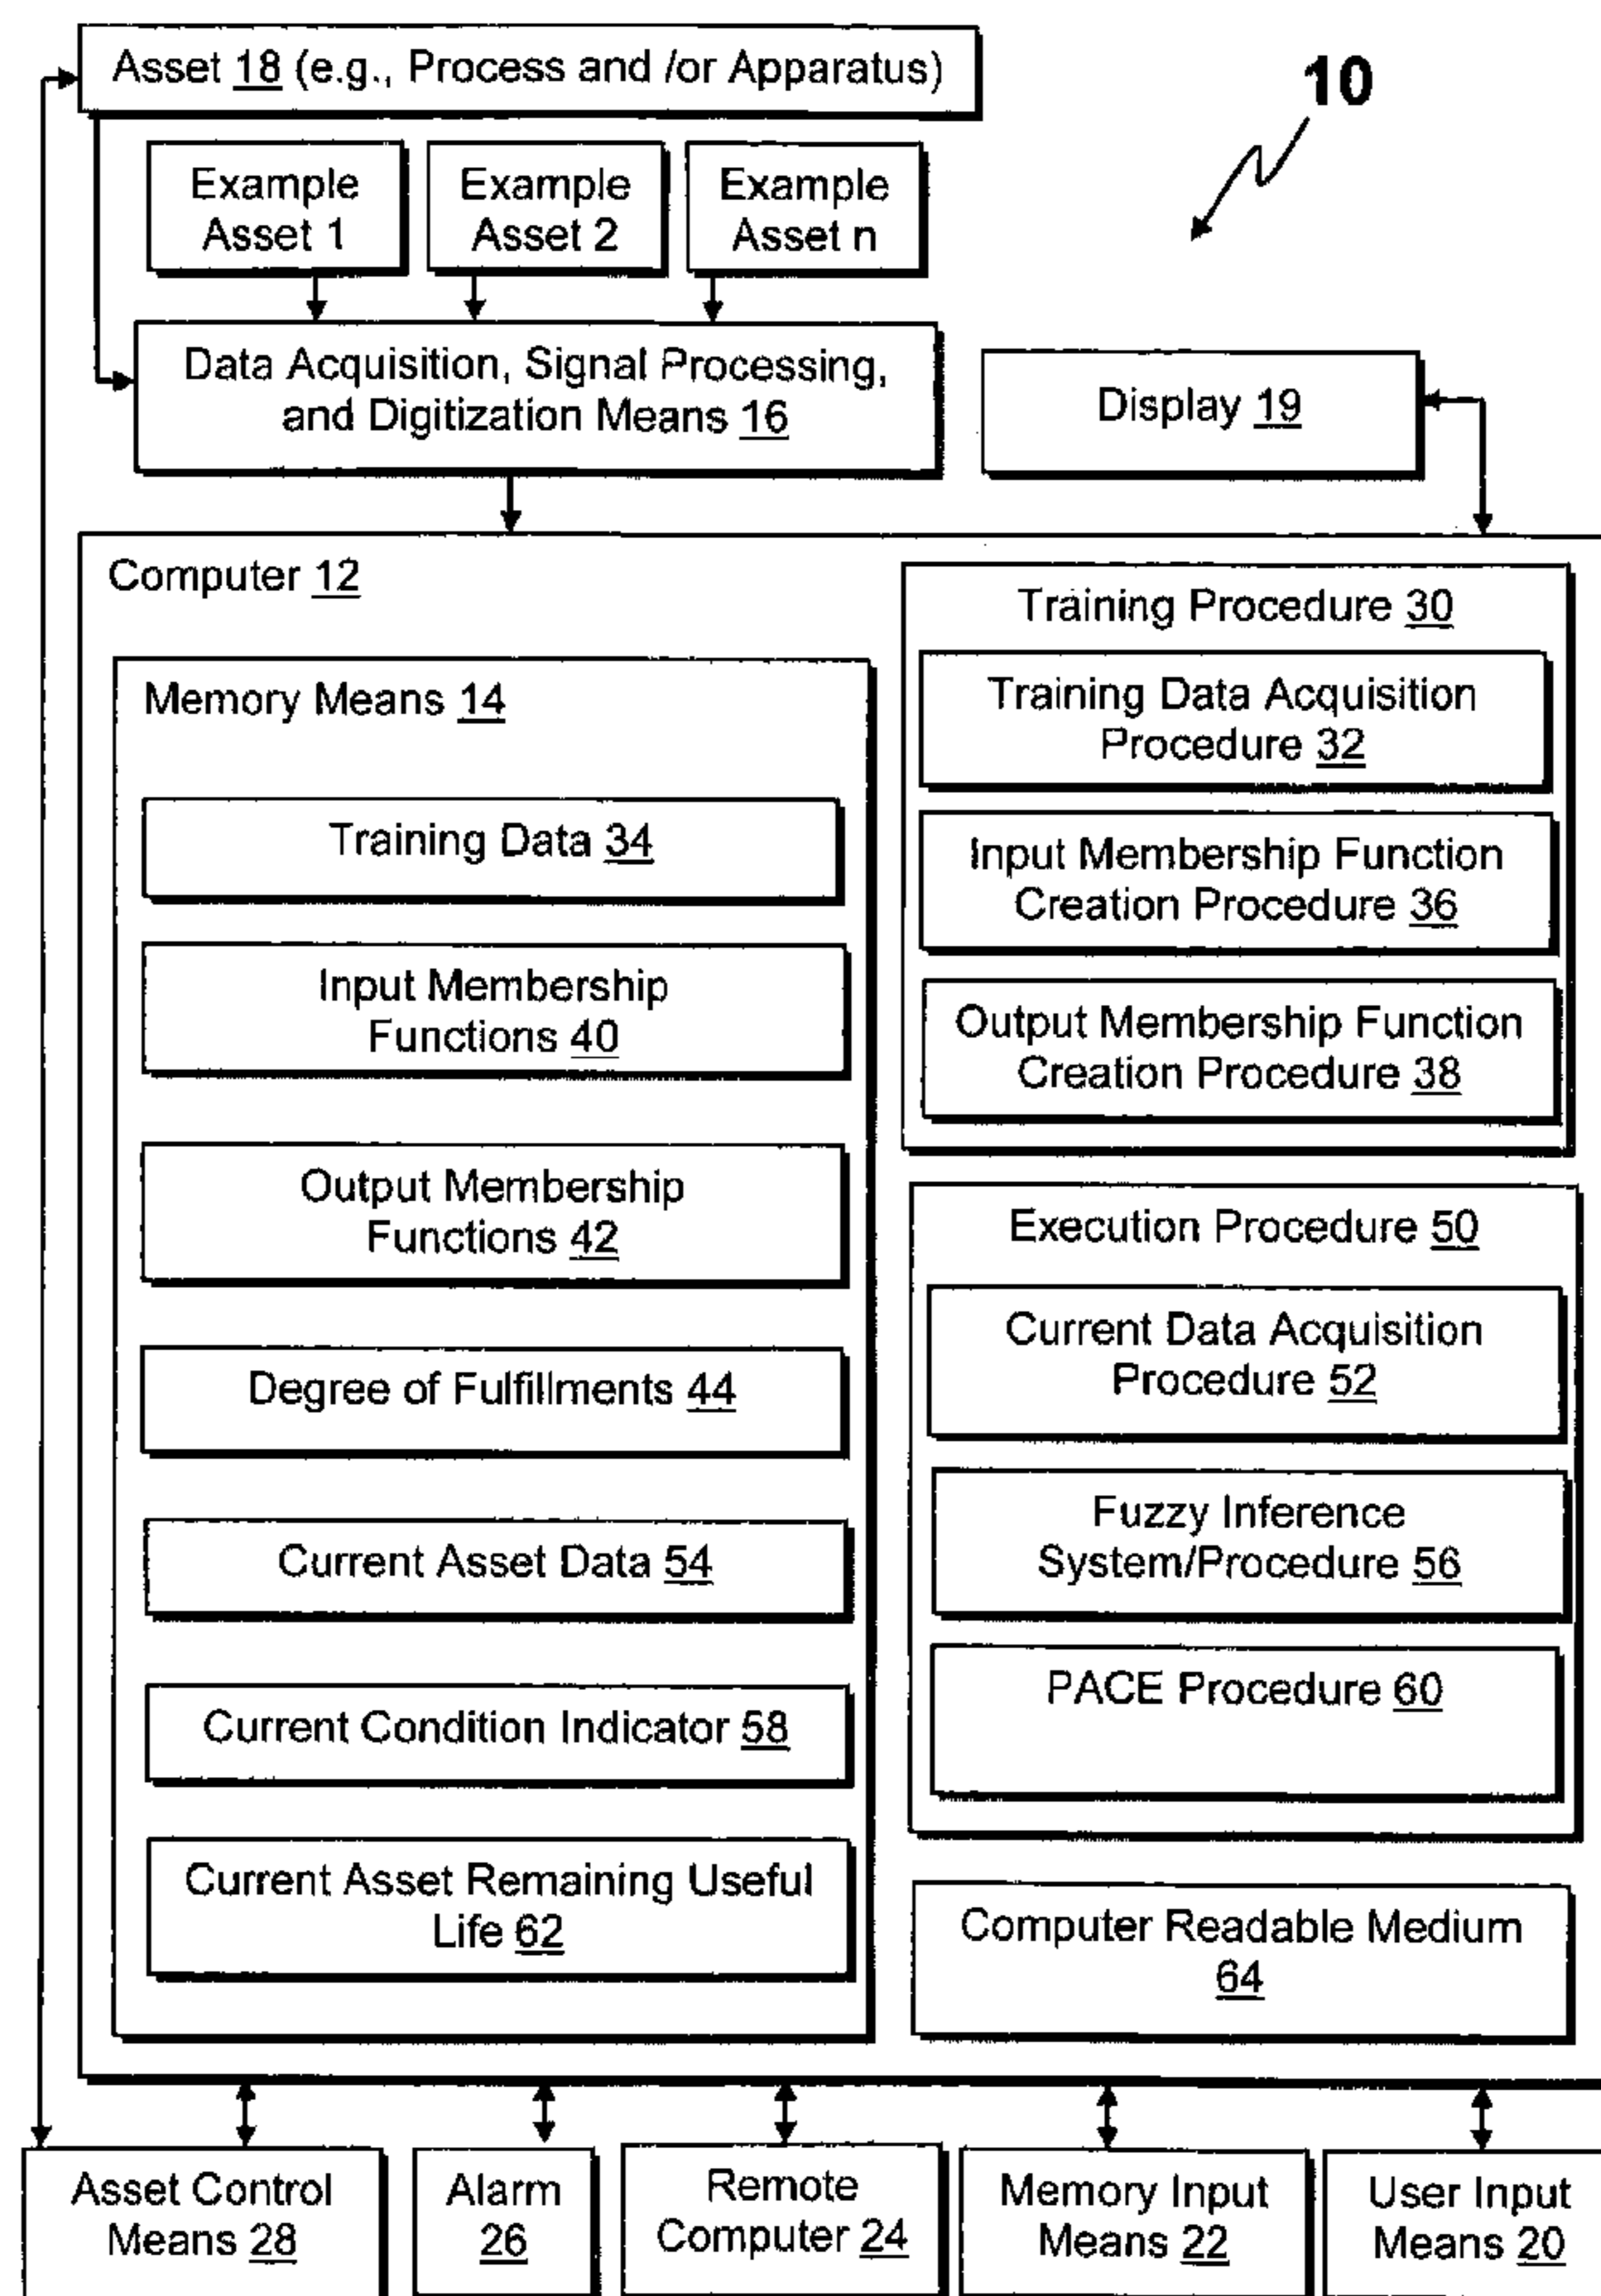 Asset 18 (e.g., Process and /or Apparatus)
10
Example
Asset 1
Example
Asset 2
Example
Asset n
Data Acquisition, Signal Processing,
and Digitization Means 16
Display 19
Computer 12
Memory Means 14
Training Data 34
Input Membership
Functions 40
Output Membership
Functions 42
Degree of Fulfillments 44
Current Asset Data 54
Current Condition Indicator 58
Current Asset Remaining Useful
Life 62
Training Procedure 30
Training Data Acquisition
Procedure 32
Input Membership Function
Creation Procedure 36
Output Membership Function
Creation Procedure 38
Execution Procedure 50
Current Data Acquisition
Procedure 52
Fuzzy Inference
System/Procedure 56
PACE Procedure 60
Computer Readable Medium
64
Asset Control
Means 28
Alarm
26
Remote
Computer 24
Memory Input
Means 22
User Input
Means 20